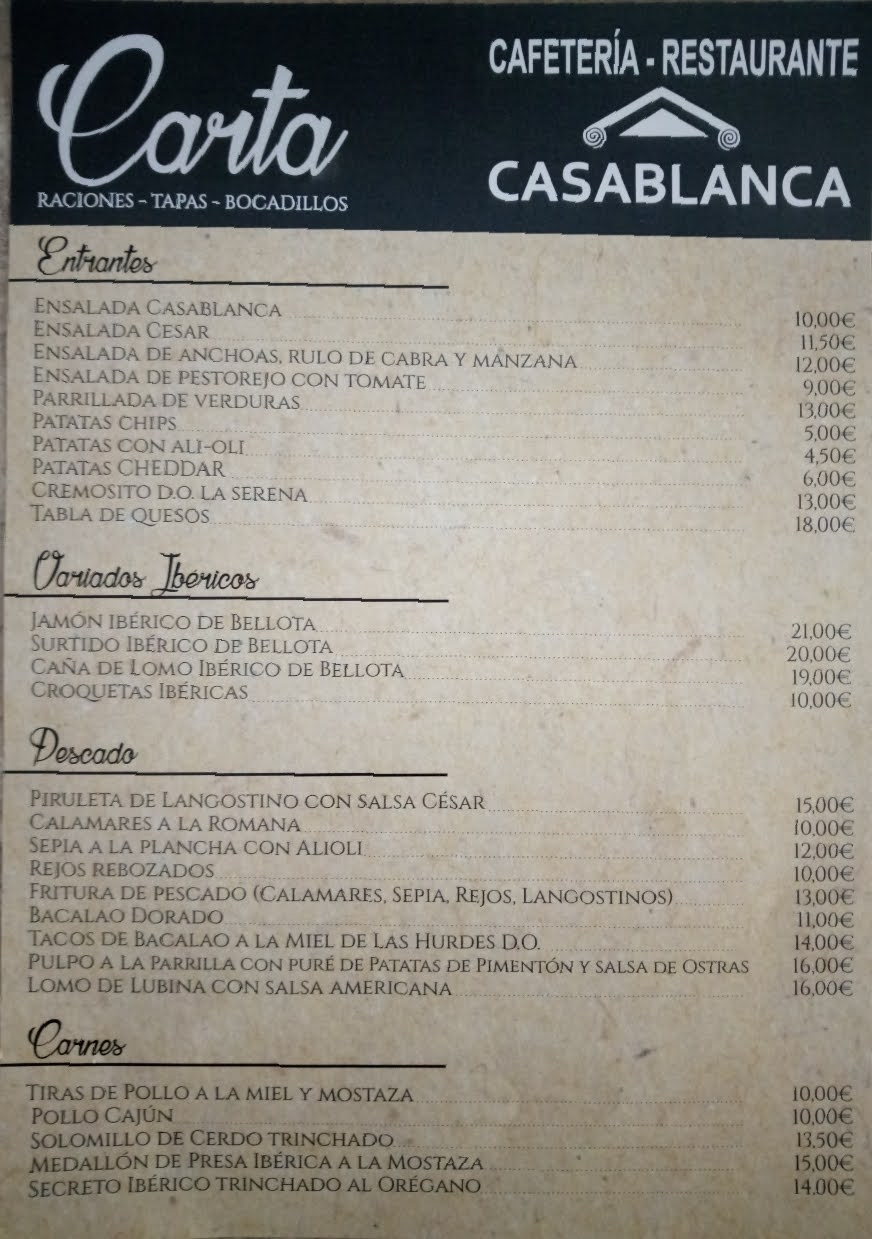 Carta
RACIONES - TAPAS - BOCADILLOS
CAFETERÍA - RESTAURANTE
CASABLANCA
Entrantes
ENSALADA CASABLANCA 10,00€
ENSALADA CESAR 11,50€
ENSALADA DE ANCHOAS, RULO DE CABRA Y MANZANA 12,00€
ENSALADA DE PESTOREJO CON TOMATE 9,00€
PARRILLADA DE VERDURAS 13,00€
PATATAS CHIPS 5,00€
PATATAS CON ALI-OLI 4,50€
PATATAS CHEDDAR 6,00€
CREMOSITO D.O. LA SERENA 13,00€
TABLA DE QUESOS 18,00€
Variados Ibéricos
JAMÓN IBÉRICO DE BELLOTA 21,00€
SURTIDO IBÉRICO DE BELLOTA 20,00€
CAÑA DE LOMO IBÉRICO DE BELLOTA 19,00€
CROQUETAS IBÉRICAS 10,00€
Pescado
PIRULETA DE LANGOSTINO CON SALSA CÉSAR 15,00€
CALAMARES A LA ROMANA 10,00€
SEPIA A LA PLANCHA CON ALIOLI 12,00€
REJOS REBOZADOS 10,00€
FRITURA DE PESCADO (CALAMARES, SEPIA, REJOS, LANGOSTINOS) 13,00€
BACALAO DORADO 11,00€
TACOS DE BACALAO A LA MIEL DE LAS HURDES D.O. 14,00€
PULPO A LA PARRILLA CON PURÉ DE PATATAS DE PIMENTÓN Y SALSA DE OSTRAS 16,00€
LOMO DE LUBINA CON SALSA AMERICANA 16,00€
Carnes
TIRAS DE POLLO A LA MIEL Y MOSTAZA 10,00€
POLLO CAJÚN 10,00€
SOLOMILLO DE CERDO TRINCHADO 13,50€
MEDALLÓN DE PRESA IBÉRICA A LA MOSTAZA 15,00€
SECRETO IBÉRICO TRINCHADO AL ORÉGANO 14.00€